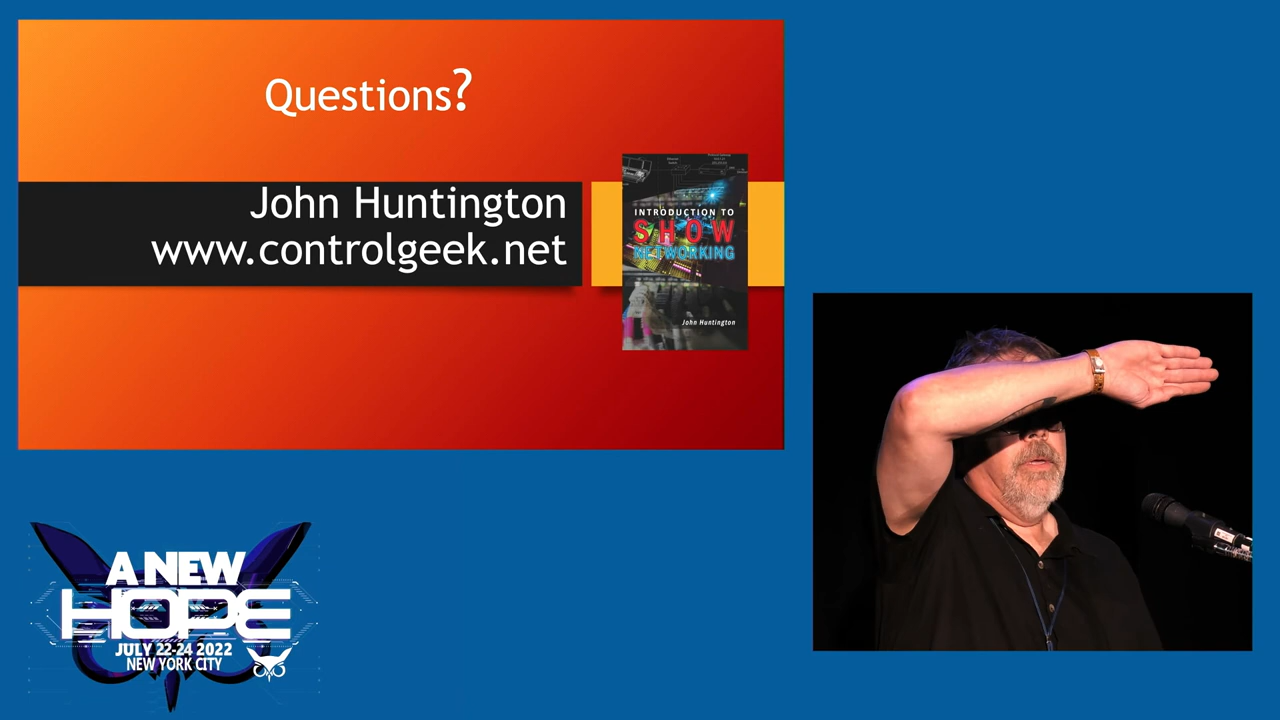 Questions?
John Huntington
www.controlgeek.net
INTRODUCTION TO
SHOW
NETWORKING
John Huntington
A NEW
HOPE
JULY 22-24 2022
NEW YORK CITY